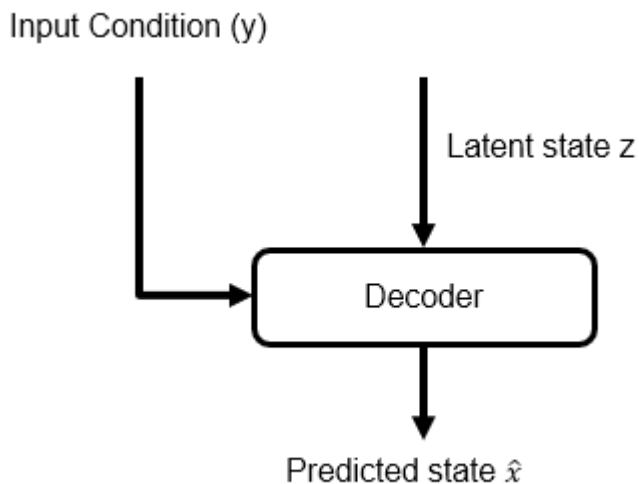 Input Condition (y)
Latent state z
Decoder
Predicted state x̂